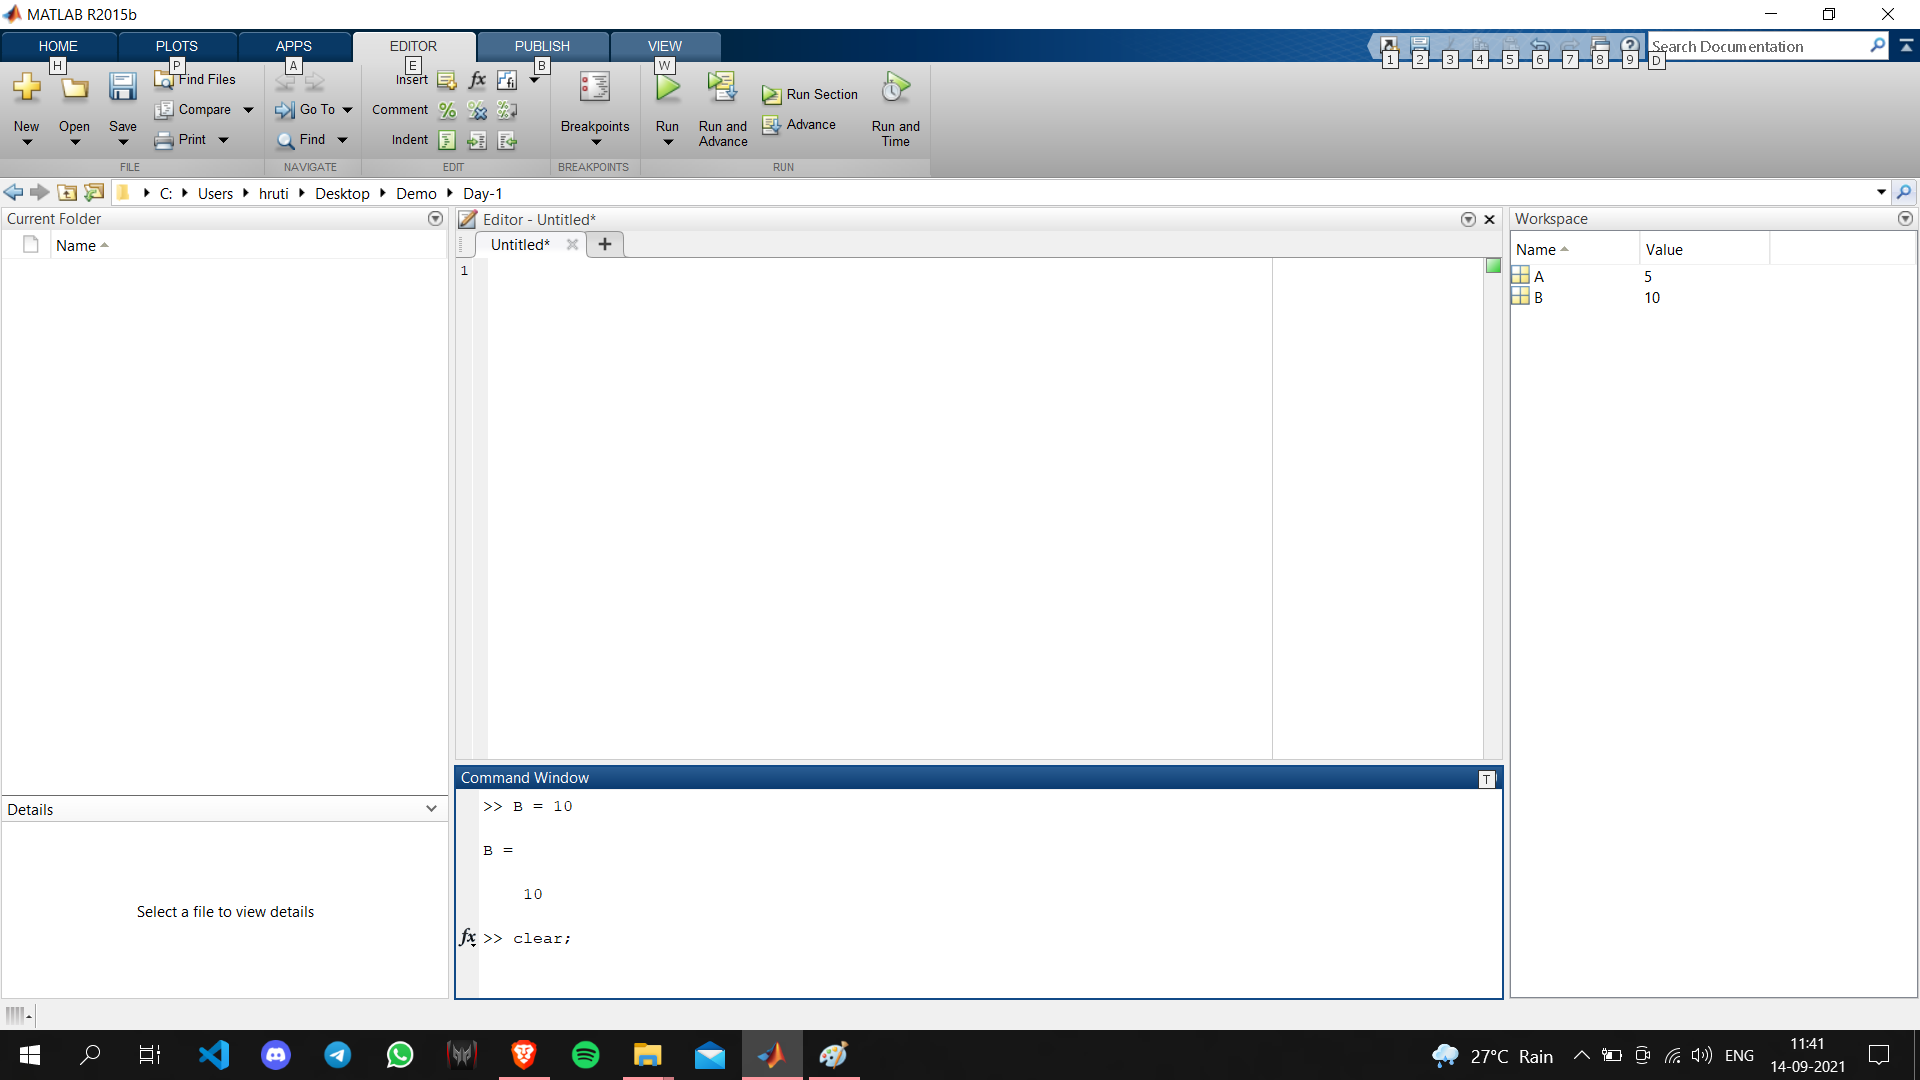 MATLAB R2015b
HOME
PLOTS
APPS
EDITOR
PUBLISH
VIEW
Search Documentation
H
P
A
E
B
W
1
2
3
4
5
6
7
8
9
D
New
Open
Save
Find Files
Compare
Print
FILE
Go To
Find
NAVIGATE
Insert
fx
fi
Comment
%
%
%
Indent
EDIT
Breakpoints
BREAKPOINTS
Run
Run and
Advance
Run Section
Advance
Run and
Time
RUN
C:
Users
hruti
Desktop
Demo
Day-1
Current Folder
Name
Details
Select a file to view details
Editor - Untitled*
Untitled*
+
1
Command Window
T
>> B = 10
B =
10
fx >> clear;
Workspace
Name Value
A 5
B 10
27°C Rain
ENG
11:41
14-09-2021